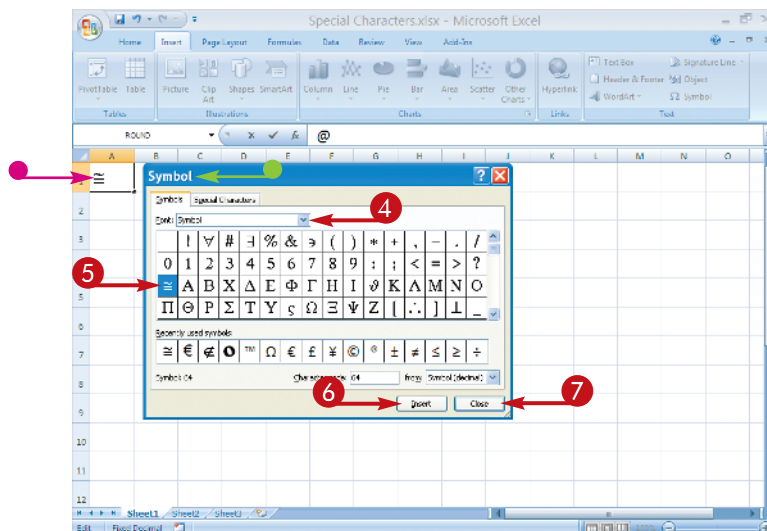 Special Characters.xlsx - Microsoft Excel
Home Insert Page Layout Formulas Data Review View Add-Ins
PivotTable Table Picture Clip Art Shapes SmartArt Column Line Pie Bar Area Scatter Other Charts Hyperlink Text Box Header & Footer WordArt Signature Line Object Ω Symbol
Tables Illustrations Charts Links Text
ROUND fx @
A B C D E F G H I J K L M N O
1 ≅
Symbol ?
Symbols Special Characters
2
Font: Symbol 4
3
! ∀ # ∃ % & ∍ ( ) * + , − . /
0 1 2 3 4 5 6 7 8 9 : ; < = > ?
5 ≅ Α Β Χ Δ Ε Φ Γ Η Ι ϑ Κ Λ Μ Ν Ο
5
Π Θ Ρ Σ Τ Υ ς Ω Ξ Ψ Ζ [ ∴ ] ⊥ _
6
Recently used symbols:
7 ≅ € ∉ ™ Ω € £ ¥ © ® ± ≠ ≤ ≥ ÷
8 Symbol: 64 Character code: 64 from: Symbol (decimal)
6 Insert Close 7
9
10
11
12
Sheet1 Sheet2 Sheet3
Edit Fixed Decimal 100%